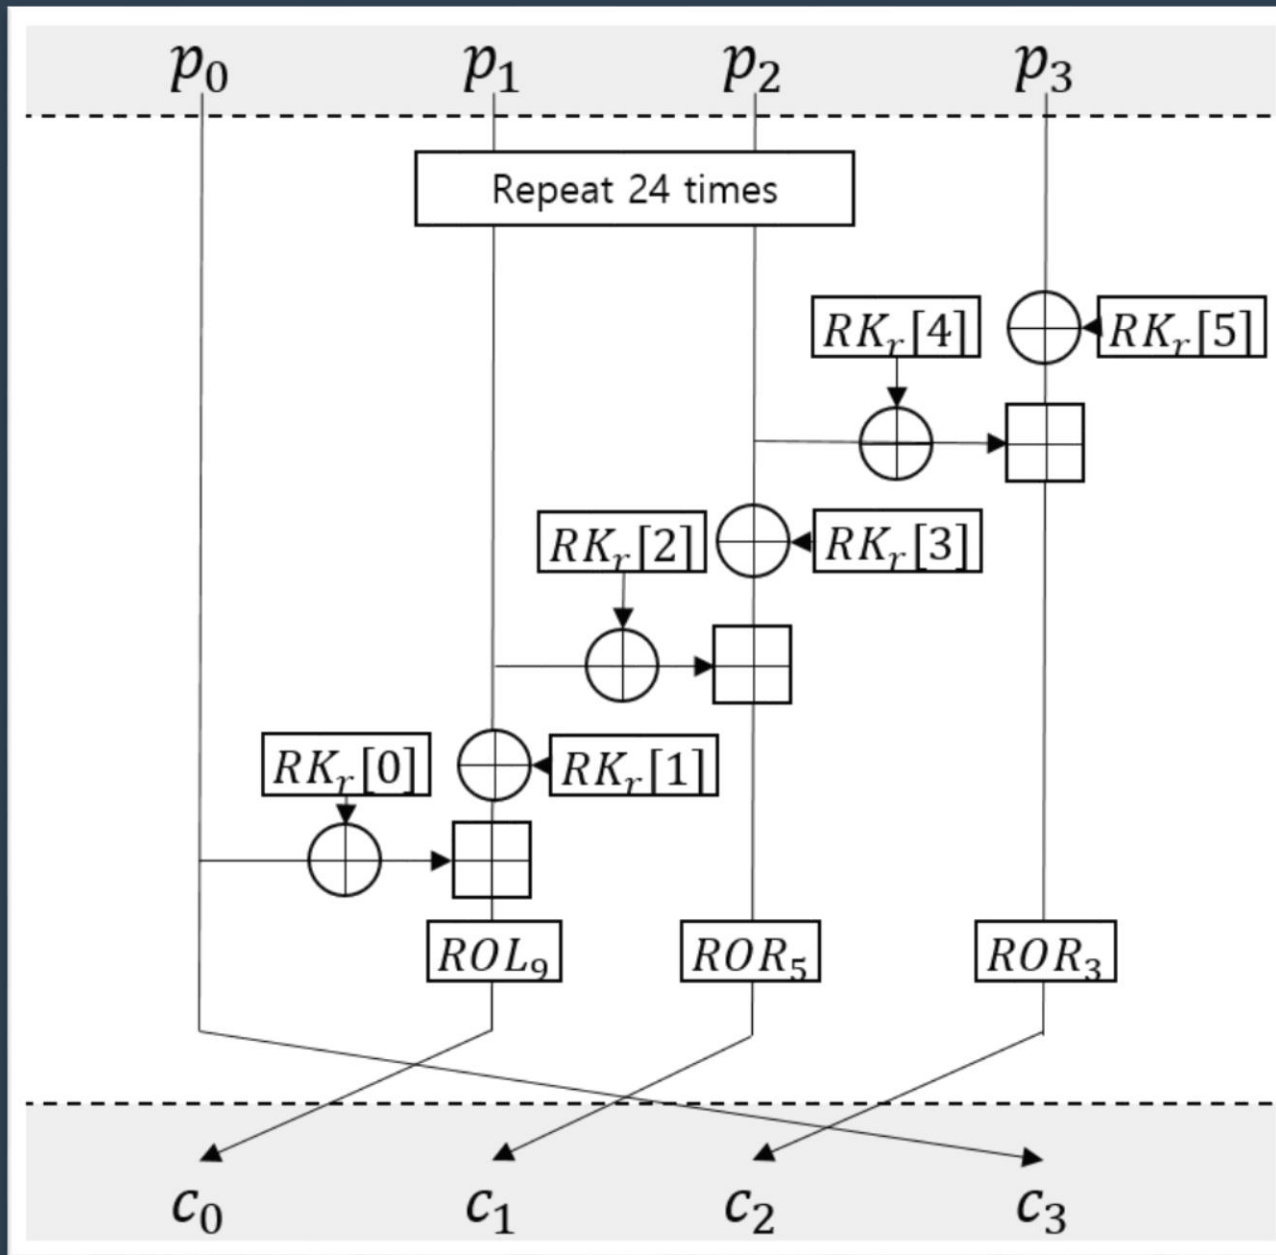 p₀ p₁ p₂ p₃
Repeat 24 times
RKᵣ[4] RKᵣ[5]
RKᵣ[2] RKᵣ[3]
RKᵣ[0] RKᵣ[1]
ROL₉ ROR₅ ROR₃
c₀ c₁ c₂ c₃